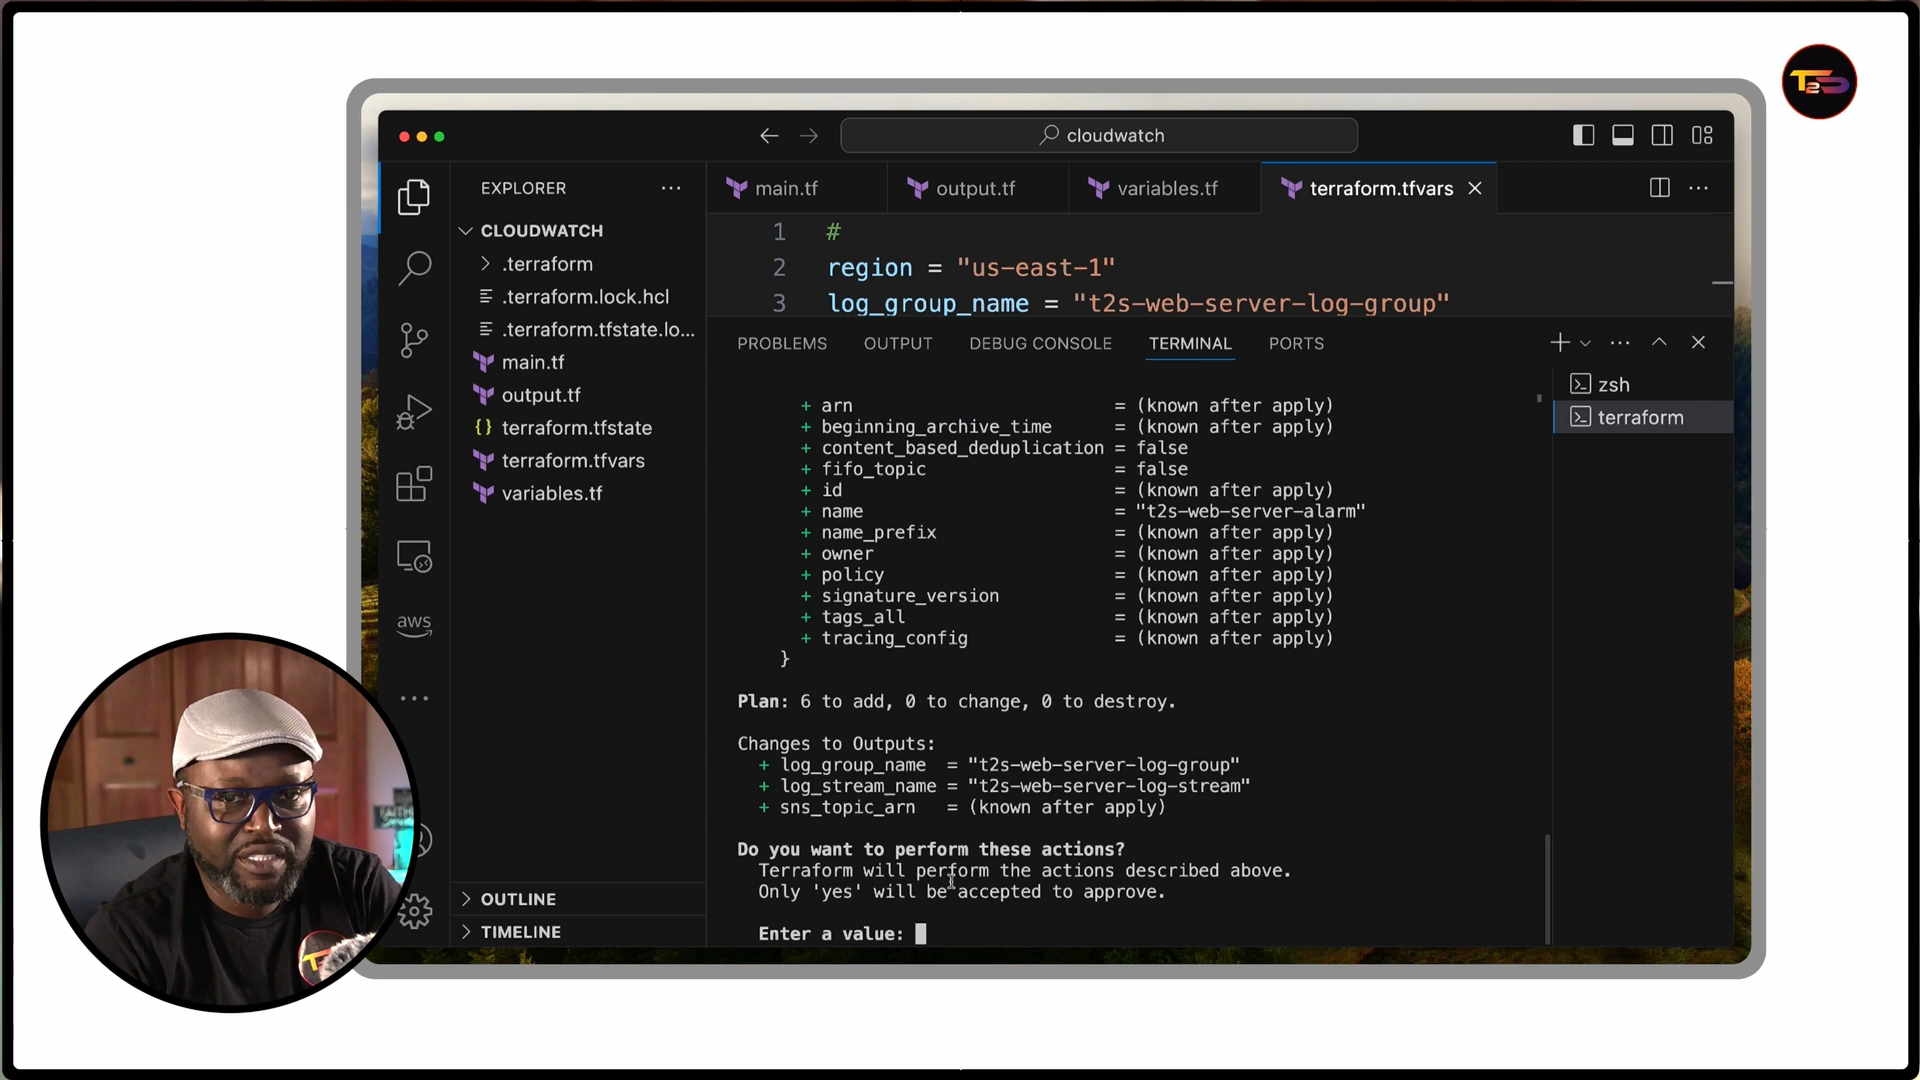 T2S
cloudwatch
EXPLORER
main.tf
output.tf
variables.tf
terraform.tfvars
CLOUDWATCH
.terraform
.terraform.lock.hcl
.terraform.tfstate.lo...
main.tf
output.tf
terraform.tfstate
terraform.tfvars
variables.tf
aws
OUTLINE
TIMELINE
1 #
2 region = "us-east-1"
3 log_group_name = "t2s-web-server-log-group"
PROBLEMS OUTPUT DEBUG CONSOLE TERMINAL PORTS
zsh
terraform
+ arn = (known after apply)
+ beginning_archive_time = (known after apply)
+ content_based_deduplication = false
+ fifo_topic = false
+ id = (known after apply)
+ name = "t2s-web-server-alarm"
+ name_prefix = (known after apply)
+ owner = (known after apply)
+ policy = (known after apply)
+ signature_version = (known after apply)
+ tags_all = (known after apply)
+ tracing_config = (known after apply)
}
Plan: 6 to add, 0 to change, 0 to destroy.
Changes to Outputs:
+ log_group_name = "t2s-web-server-log-group"
+ log_stream_name = "t2s-web-server-log-stream"
+ sns_topic_arn = (known after apply)
Do you want to perform these actions?
Terraform will perform the actions described above.
Only 'yes' will be accepted to approve.
Enter a value: